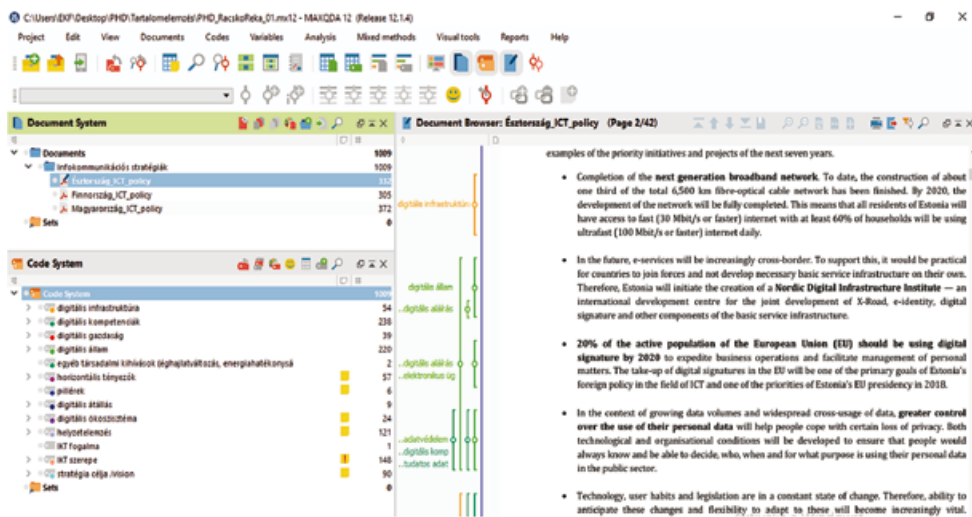 C:\Users\EKF\Desktop\PHD\Tartalomelemzés\PHD_RacskoReka_01.mx12 - MAXQDA 12 (Release 12.1.4)
Project Edit View Documents Codes Variables Analysis Mixed methods Visual tools Reports Help
Document System
Documents 1009
Infokommunikációs stratégiák 1009
Észtország_ICT_policy 332
Finnország_ICT_policy 305
Magyarország_ICT_policy 372
Sets 0
Code System
Code System 1009
digitális infrastruktúra 54
digitális kompetenciák 238
digitális gazdaság 39
digitális állam 220
egyéb társadalmi kihívások (éghajlatváltozás, energiahatékonysá 2
horizontális tényezők 57
pillérek 6
digitális átállás 9
digitális ökoszisztéma 24
helyzetelemzés 121
IKT fogalma 1
IKT szerepe 148
stratégia célja /vision 90
Sets 0
Document Browser: Észtország_ICT_policy (Page 2/42)
digitális infrastruktún
digitális állam
..digitális aláírás
..digitális aláírás
..elektronikus üg
..adatvédelem
..digitális komp
..tudatos adat
examples of the priority initiatives and projects of the next seven years.
• Completion of the next generation broadband network. To date, the construction of about
one third of the total 6,500 km fibre-optical cable network has been finished. By 2020, the
development of the network will be fully completed. This means that all residents of Estonia will
have access to fast (30 Mbit/s or faster) internet with at least 60% of households will be using
ultrafast (100 Mbit/s or faster) internet daily.
• In the future, e-services will be increasingly cross-border. To support this, it would be practical
for countries to join forces and not develop necessary basic service infrastructure on their own.
Therefore, Estonia will initiate the creation of a Nordic Digital Infrastructure Institute — an
international development centre for the joint development of X-Road, e-identity, digital
signature and other components of the basic service infrastructure.
• 20% of the active population of the European Union (EU) should be using digital
signature by 2020 to expedite business operations and facilitate management of personal
matters. The take-up of digital signatures in the EU will be one of the primary goals of Estonia's
foreign policy in the field of ICT and one of the priorities of Estonia's EU presidency in 2018.
• In the context of growing data volumes and widespread cross-usage of data, greater control
over the use of their personal data will help people cope with certain loss of privacy. Both
technological and organisational conditions will be developed to ensure that people would
always know and be able to decide, who, when and for what purpose is using their personal data
in the public sector.
• Technology, user habits and legislation are in a constant state of change. Therefore, ability to
anticipate these changes and flexibility to adapt to these will become increasingly vital.